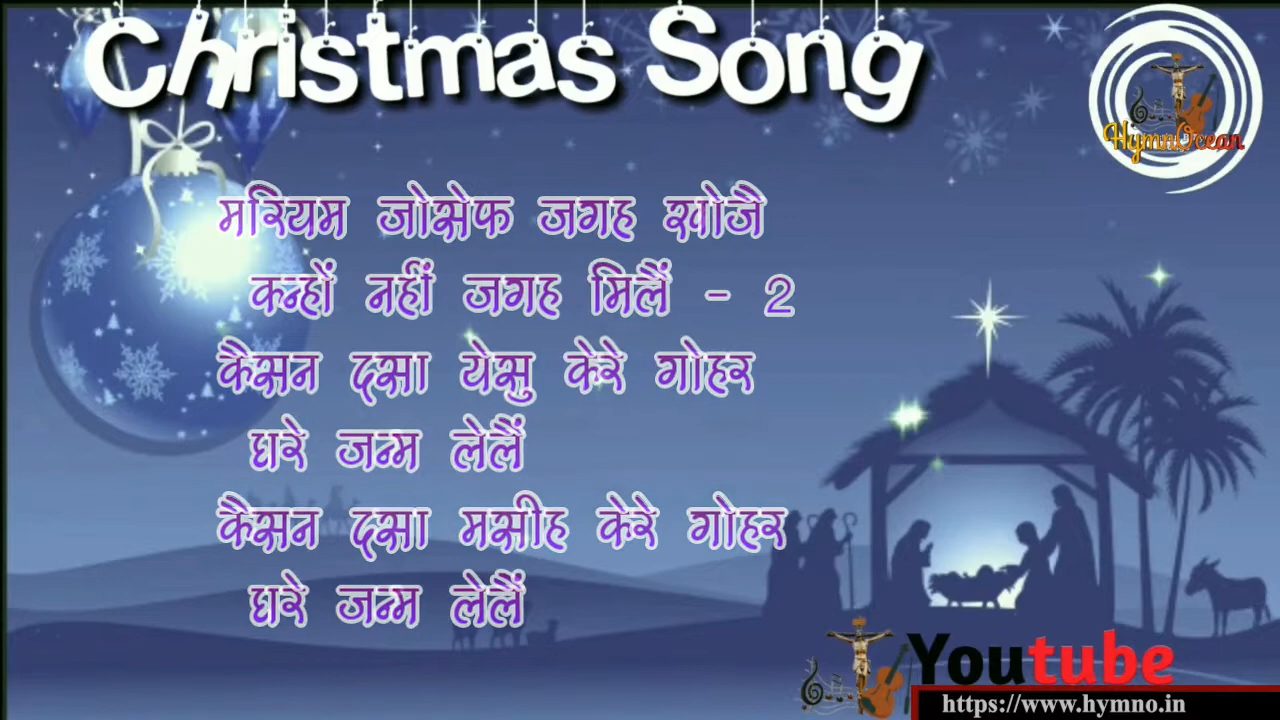 Christmas Song
HymnOcean
मरियम जोसेफ जगह खोजै
कन्हों नहीं जगह मिलैं - 2
कैसन दसा येसु केरे गोहर
घरे जन्म लेलैं
कैसन दसा मसीह केरे गोहर
घरे जन्म लेलैं
Youtube
https://www.hymno.in